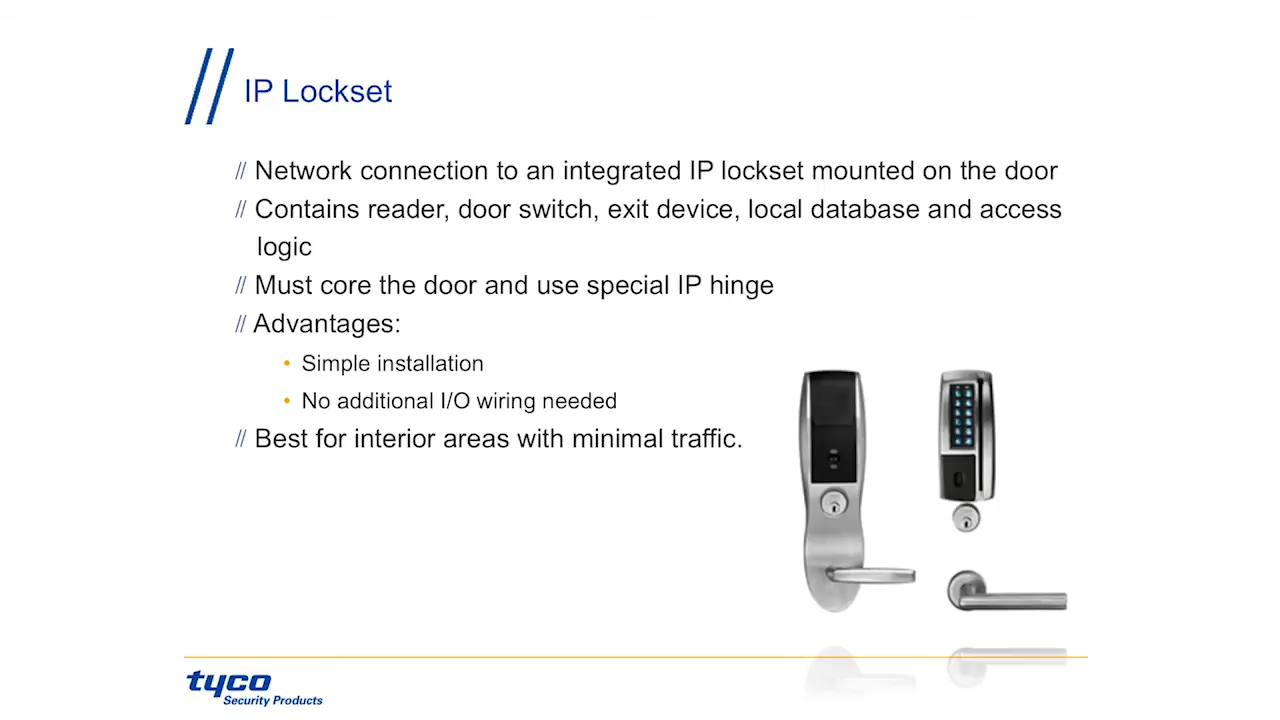 // IP Lockset
// Network connection to an integrated IP lockset mounted on the door
// Contains reader, door switch, exit device, local database and access
logic
// Must core the door and use special IP hinge
// Advantages:
• Simple installation
• No additional I/O wiring needed
// Best for interior areas with minimal traffic.
tyco
Security Products